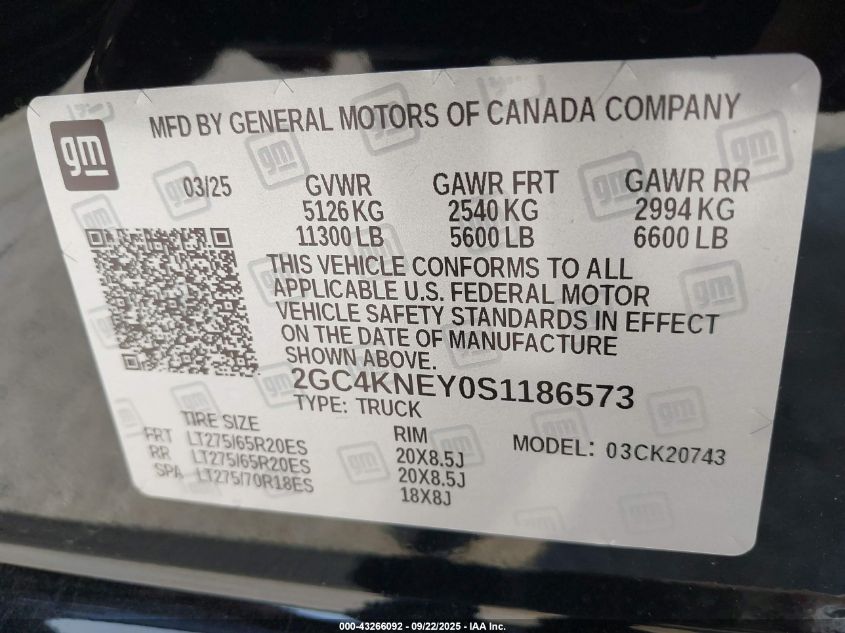 MFD BY GENERAL MOTORS OF CANADA COMPANY
gm
03/25 GVWR GAWR FRT GAWR RR
5126 KG 2540 KG 2994 KG
11300 LB 5600 LB 6600 LB
THIS VEHICLE CONFORMS TO ALL
APPLICABLE U.S. FEDERAL MOTOR
VEHICLE SAFETY STANDARDS IN EFFECT
ON THE DATE OF MANUFACTURE
SHOWN ABOVE.
2GC4KNEY0S1186573
TYPE: TRUCK
TIRE SIZE RIM MODEL: 03CK20743
FRT LT275/65R20ES 20X8.5J
RR LT275/65R20ES 20X8.5J
SPA LT275/70R18ES 18X8J
000-43266092 - 09/22/2025 - IAA Inc.